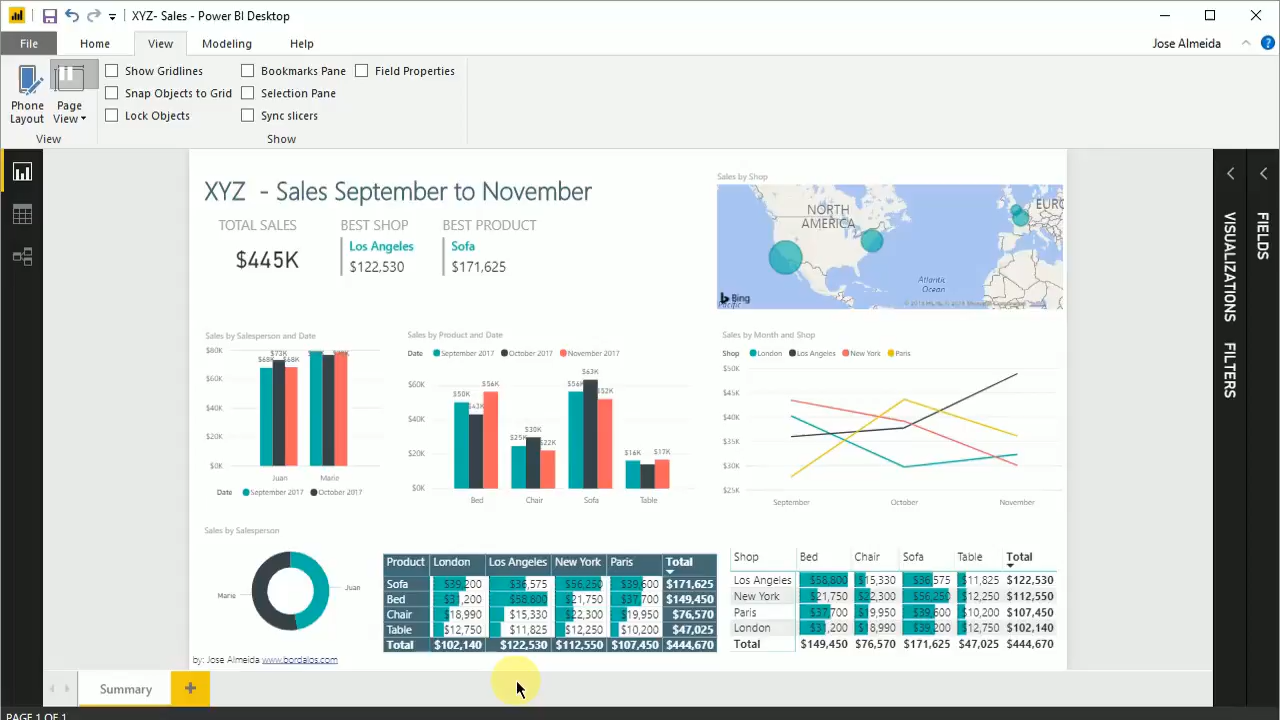 XYZ- Sales - Power BI Desktop
File Home View Modeling Help Jose Almeida
Show Gridlines Bookmarks Pane Field Properties
Snap Objects to Grid Selection Pane
Lock Objects Sync slicers
Phone Layout
Page View
View Show
XYZ - Sales September to November
TOTAL SALES BEST SHOP BEST PRODUCT
Los Angeles Sofa
$445K $122,530 $171,625
Sales by Shop
NORTH AMERICA
EURO
Atlantic Ocean
Bing
Pacific
VISUALIZATIONS
FILTERS
FIELDS
Sales by Salesperson and Date
$80K
$60K
$40K
$20K
$0K
$68K $73K $68K
Juan Marie
Date September 2017 October 2017
Sales by Product and Date
Date September 2017 October 2017 November 2017
$60K
$40K
$20K
$0K
$50K $43K $56K
$25K $30K $22K
$56K $63K $52K
$16K $17K
Bed Chair Sofa Table
Sales by Month and Shop
Shop London Los Angeles New York Paris
$50K
$45K
$40K
$35K
$30K
$25K
September October November
Sales by Salesperson
Marie Juan
Product London Los Angeles New York Paris Total
Sofa $39,200 $36,575 $56,250 $39,600 $171,625
Bed $31,200 $58,800 $21,750 $37,700 $149,450
Chair $18,990 $15,330 $22,300 $19,950 $76,570
Table $12,750 $11,825 $12,250 $10,200 $47,025
Total $102,140 $122,530 $112,550 $107,450 $444,670
Shop Bed Chair Sofa Table Total
Los Angeles $58,800 $15,330 $36,575 $11,825 $122,530
New York $21,750 $22,300 $56,250 $12,250 $112,550
Paris $37,700 $19,950 $39,600 $10,200 $107,450
London $31,200 $18,990 $39,200 $12,750 $102,140
Total $149,450 $76,570 $171,625 $47,025 $444,670
by: Jose Almeida www.bordalos.com
Summary
PAGE 1 OF 1